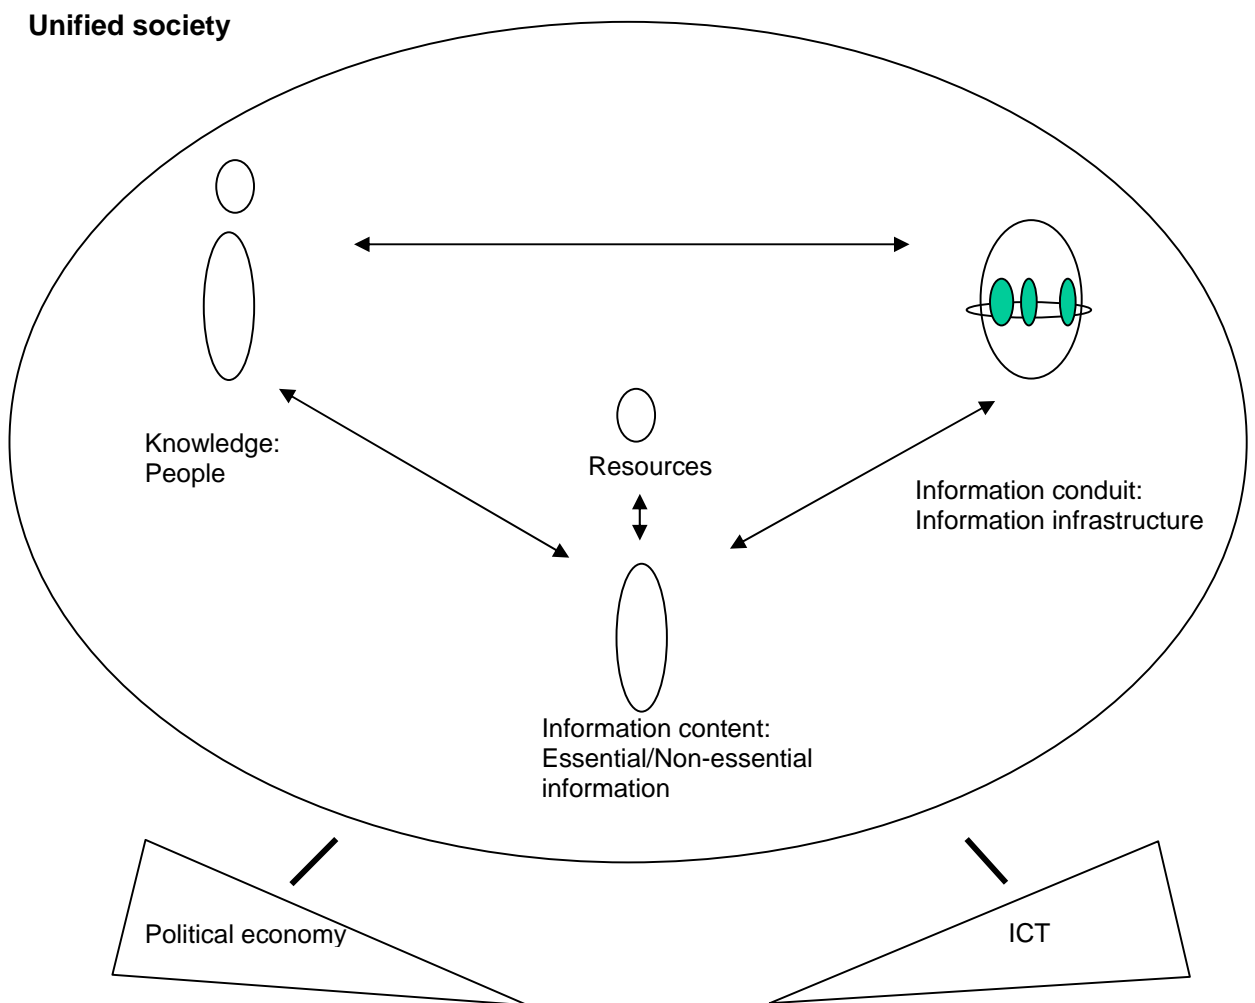 Unified society
Knowledge:
People
Resources
Information conduit:
Information infrastructure
Information content:
Essential/Non-essential
information
Political economy
ICT